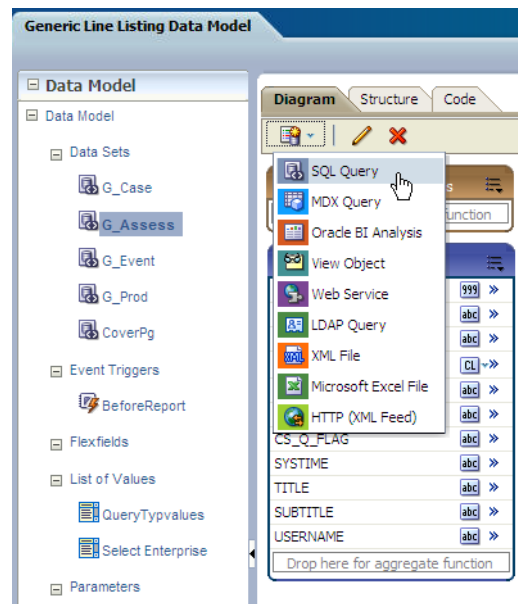 Generic Line Listing Data Model
Data Model
Data Model
Data Sets
G_Case
G_Assess
G_Event
G_Prod
CoverPg
Event Triggers
BeforeReport
Flexfields
List of Values
QueryTypvalues
Select Enterprise
Parameters
Diagram Structure Code
SQL Query
MDX Query
Oracle BI Analysis
View Object
Web Service
LDAP Query
XML File
Microsoft Excel File
HTTP (XML Feed)
s
function
999
abc
abc
CL
abc
abc
abc
CS_Q_FLAG abc
SYSTIME abc
TITLE abc
SUBTITLE abc
USERNAME abc
Drop here for aggregate function